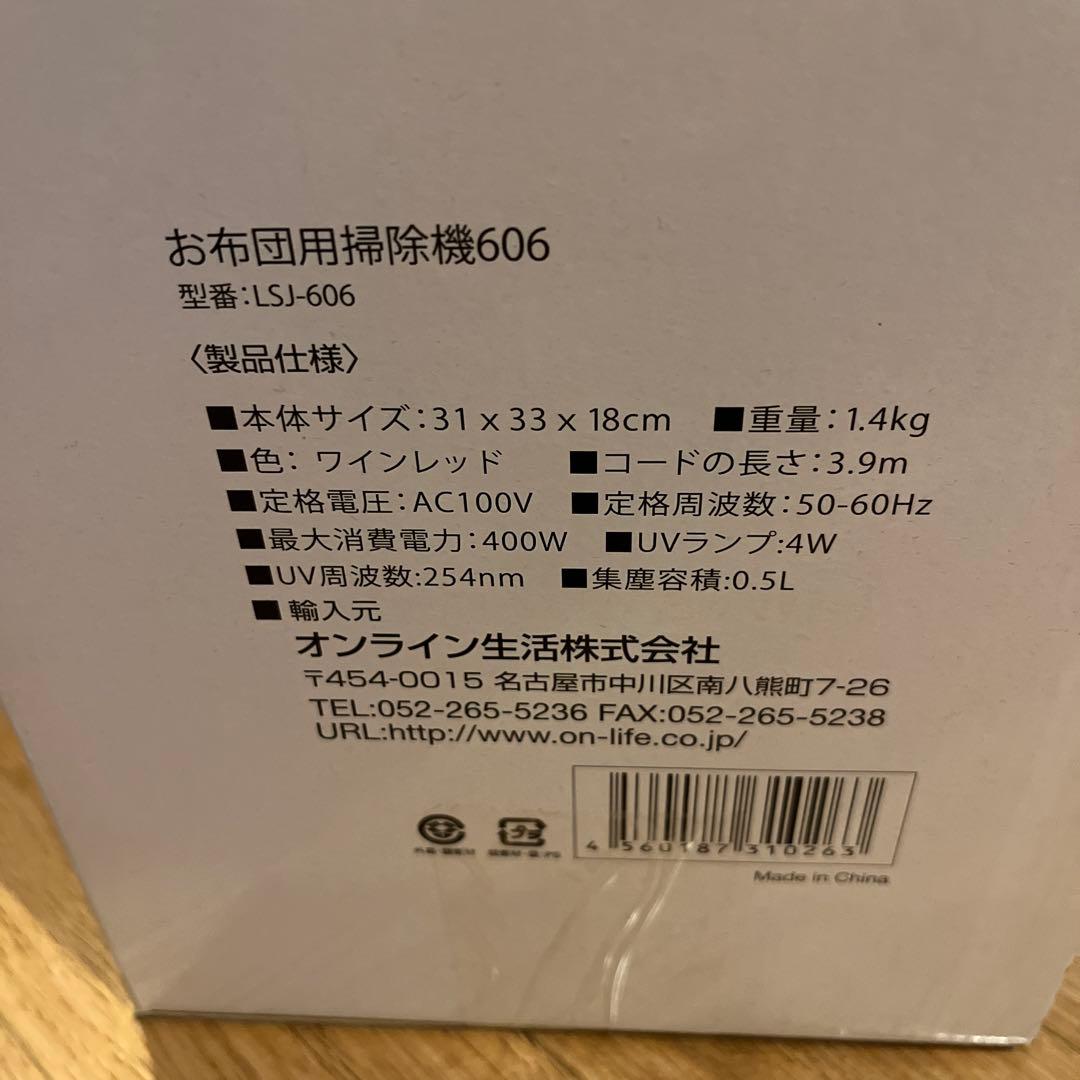 お布団用掃除機606
型番:LSJ-606
〈製品仕様〉
■本体サイズ:31 x 33 x 18cm ■重量:1.4kg
■色: ワインレッド ■コードの長さ:3.9m
■定格電圧:AC100V ■定格周波数:50-60Hz
■最大消費電力:400W ■UVランプ:4W
■UV周波数:254nm ■集塵容積:0.5L
■ 輸入元
オンライン生活株式会社
〒454-0015 名古屋市中川区南八熊町7-26
TEL:052-265-5236 FAX:052-265-5238
URL:http://www.on-life.co.jp/
プラ
4 560187 310263
Made in China